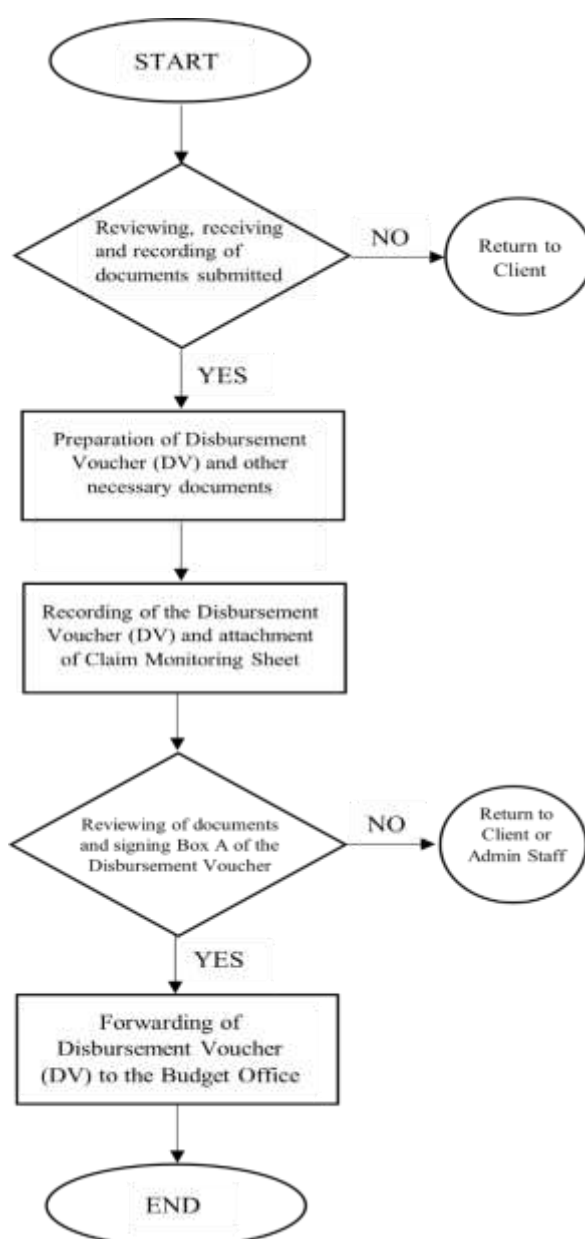 START
Reviewing, receiving
and recording of
documents submitted
NO
Return to
Client
YES
Preparation of Disbursement
Voucher (DV) and other
necessary documents
Recording of the Disbursement
Voucher (DV) and attachment
of Claim Monitoring Sheet
Reviewing of documents
and signing Box A of the
Disbursement Voucher
NO
Return to
Client or
Admin Staff
YES
Forwarding of
Disbursement Voucher
(DV) to the Budget Office
END